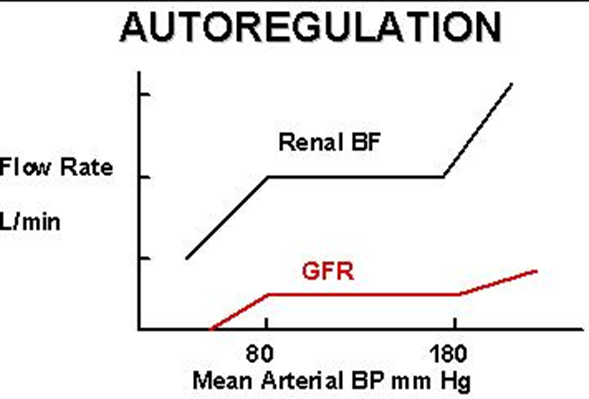 AUTOREGULATION
Renal BF
Flow Rate
L/min
GFR
80
180
Mean Arterial BP mm Hg